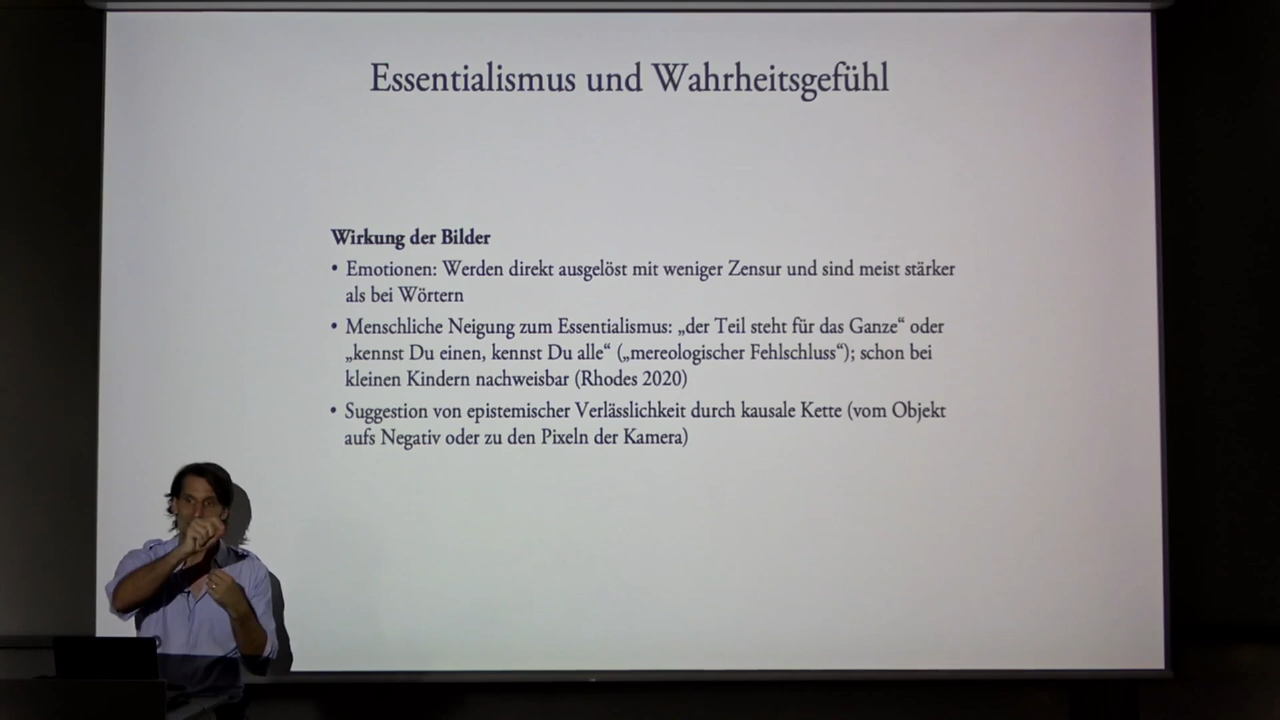 Essentialismus und Wahrheitsgefühl
Wirkung der Bilder
• Emotionen: Werden direkt ausgelöst mit weniger Zensur und sind meist stärker
als bei Wörtern
• Menschliche Neigung zum Essentialismus: „der Teil steht für das Ganze“ oder
„kennst Du einen, kennst Du alle“ („mereologischer Fehlschluss“); schon bei
kleinen Kindern nachweisbar (Rhodes 2020)
• Suggestion von epistemischer Verlässlichkeit durch kausale Kette (vom Objekt
aufs Negativ oder zu den Pixeln der Kamera)